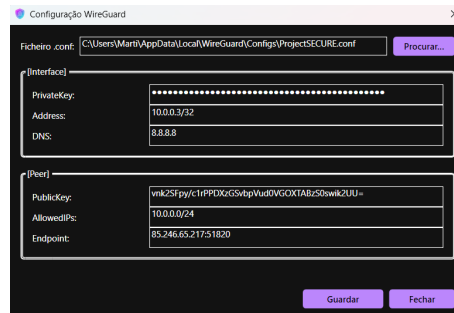 Configuração WireGuard
Ficheiro .conf: C:\Users\Marti\AppData\Local\WireGuard\Configs\ProjectSECURE.conf Procurar...
[Interface]
PrivateKey: ••••••••••••••••••••••••••••••••••••••••••••
Address: 10.0.0.3/32
DNS: 8.8.8.8
[Peer]
PublicKey: vnk2SFpy/c1rPPDXzGSvbpVud0VGOXTABzS0swik2UU=
AllowedIPs: 10.0.0.0/24
Endpoint: 85.246.65.217:51820
Guardar Fechar